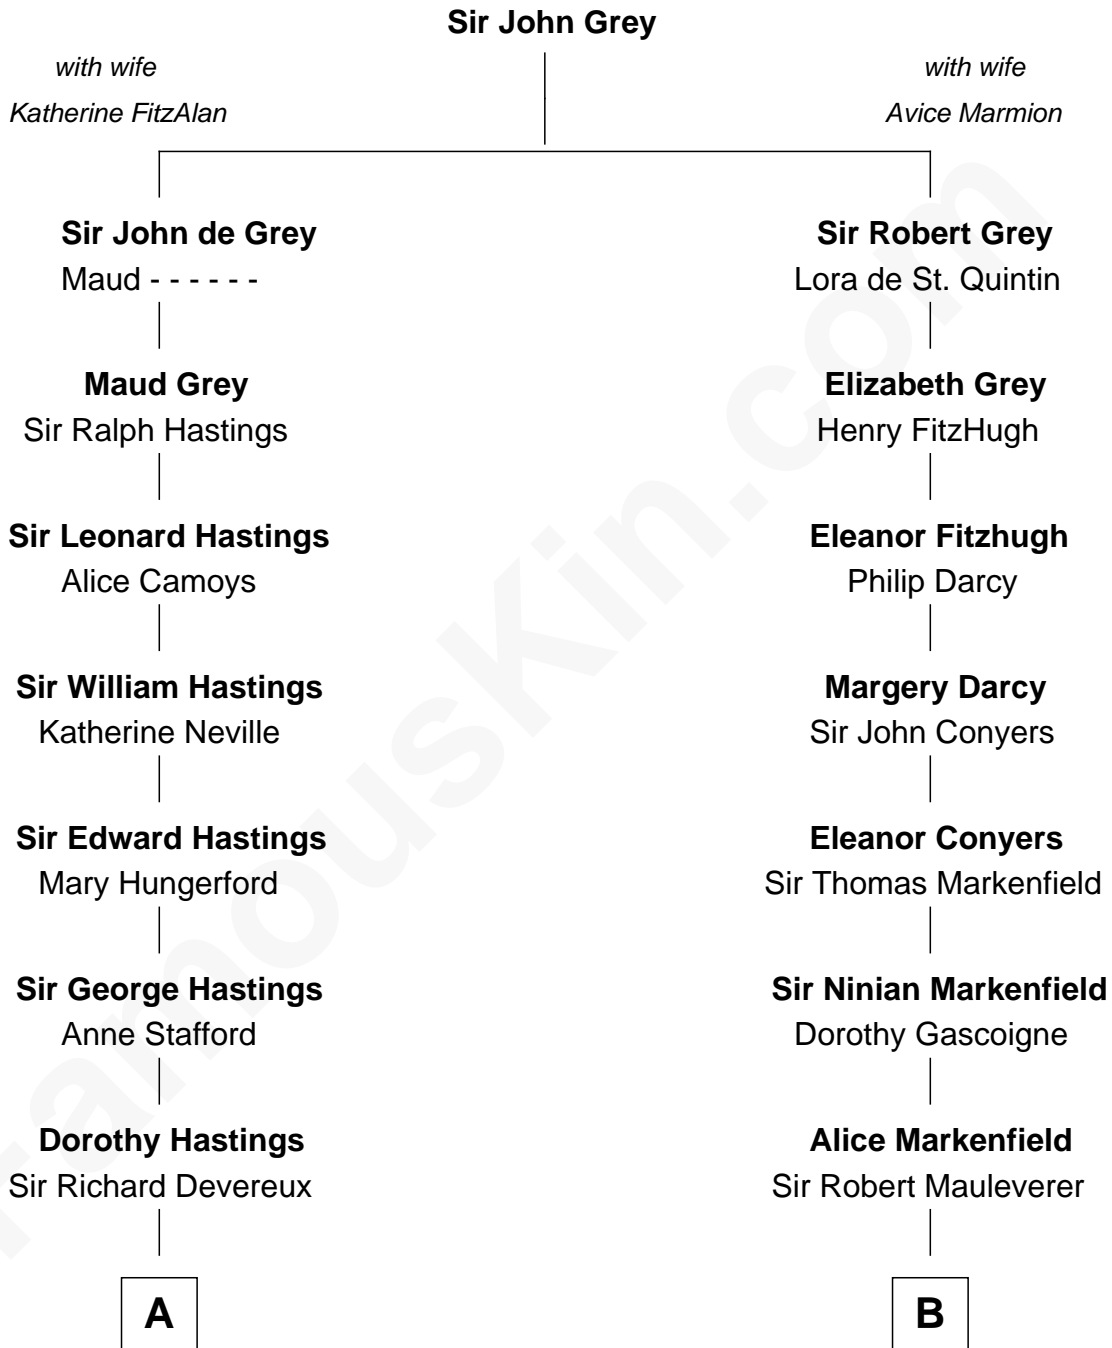 Sir John Grey
with wife
Katherine FitzAlan
with wife
Avice Marmion
Sir John de Grey
Maud - - - - - -
Sir Robert Grey
Lora de St. Quintin
Maud Grey
Sir Ralph Hastings
Elizabeth Grey
Henry FitzHugh
Sir Leonard Hastings
Alice Camoys
Eleanor Fitzhugh
Philip Darcy
Sir William Hastings
Katherine Neville
Margery Darcy
Sir John Conyers
Sir Edward Hastings
Mary Hungerford
Eleanor Conyers
Sir Thomas Markenfield
Sir George Hastings
Anne Stafford
Sir Ninian Markenfield
Dorothy Gascoigne
Dorothy Hastings
Sir Richard Devereux
Alice Markenfield
Sir Robert Mauleverer
A
B
FamousKin.com